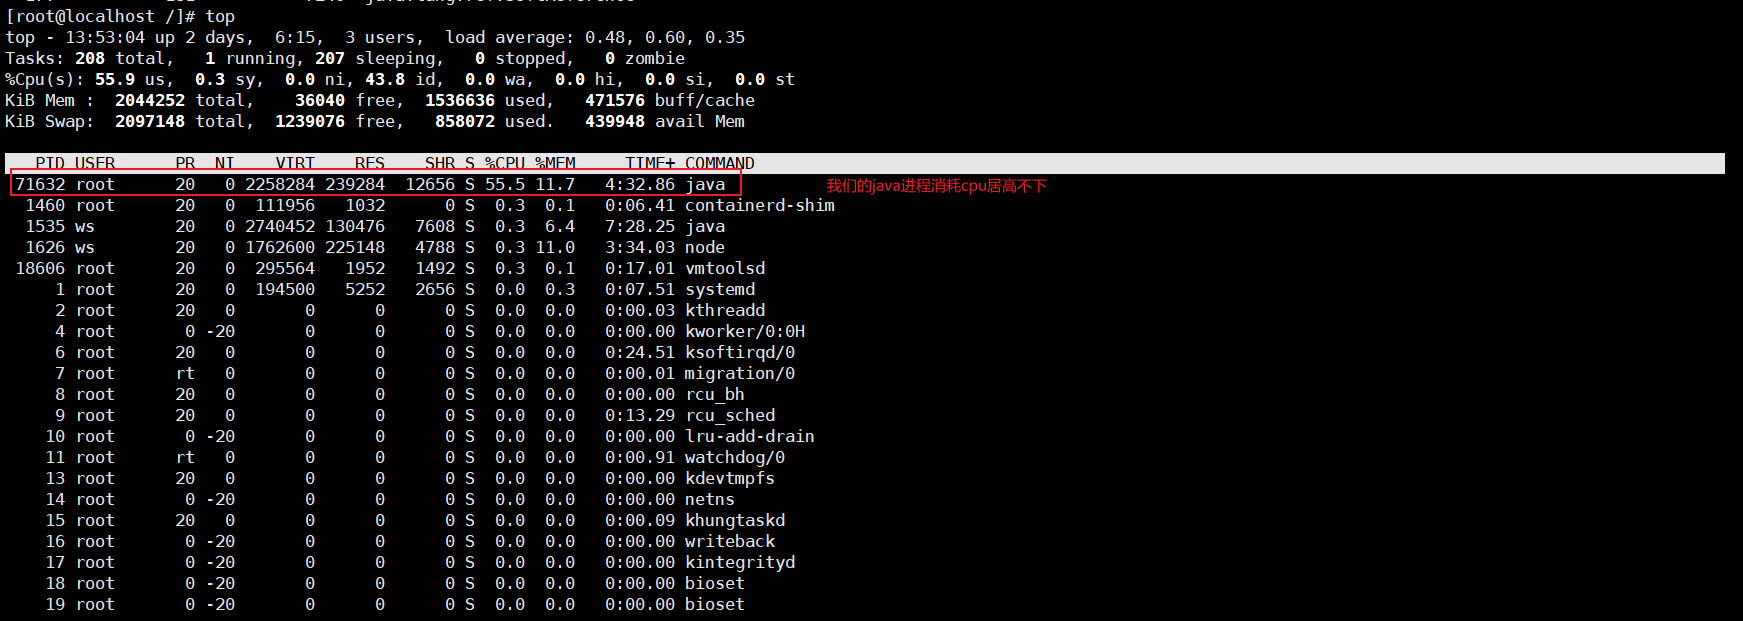 [root@localhost /]# top
top - 13:53:04 up 2 days,  6:15,  3 users,  load average: 0.48, 0.60, 0.35
Tasks: 208 total,   1 running, 207 sleeping,   0 stopped,   0 zombie
%Cpu(s): 55.9 us,  0.3 sy,  0.0 ni, 43.8 id,  0.0 wa,  0.0 hi,  0.0 si,  0.0 st
KiB Mem :  2044252 total,    36040 free,  1536636 used,   471576 buff/cache
KiB Swap:  2097148 total,  1239076 free,   858072 used.   439948 avail Mem
PID USER      PR  NI    VIRT    RES    SHR S %CPU %MEM     TIME+ COMMAND
71632 root      20   0 2258284 239284  12656 S 55.5 11.7   4:32.86 java 我们的java进程消耗cpu居高不下
1460 root      20   0  111956   1032      0 S  0.3  0.1   0:06.41 containerd-shim
1535 ws        20   0 2740452 130476   7608 S  0.3  6.4   7:28.25 java
1626 ws        20   0 1762600 225148   4788 S  0.3 11.0   3:34.03 node
18606 root      20   0  295564   1952   1492 S  0.3  0.1   0:17.01 vmtoolsd
1 root      20   0  194500   5252   2656 S  0.0  0.3   0:07.51 systemd
2 root      20   0       0      0      0 S  0.0  0.0   0:00.03 kthreadd
4 root       0 -20       0      0      0 S  0.0  0.0   0:00.00 kworker/0:0H
6 root      20   0       0      0      0 S  0.0  0.0   0:24.51 ksoftirqd/0
7 root      rt   0       0      0      0 S  0.0  0.0   0:00.01 migration/0
8 root      20   0       0      0      0 S  0.0  0.0   0:00.00 rcu_bh
9 root      20   0       0      0      0 S  0.0  0.0   0:13.29 rcu_sched
10 root       0 -20       0      0      0 S  0.0  0.0   0:00.00 lru-add-drain
11 root      rt   0       0      0      0 S  0.0  0.0   0:00.91 watchdog/0
13 root      20   0       0      0      0 S  0.0  0.0   0:00.00 kdevtmpfs
14 root       0 -20       0      0      0 S  0.0  0.0   0:00.00 netns
15 root      20   0       0      0      0 S  0.0  0.0   0:00.09 khungtaskd
16 root       0 -20       0      0      0 S  0.0  0.0   0:00.00 writeback
17 root       0 -20       0      0      0 S  0.0  0.0   0:00.00 kintegrityd
18 root       0 -20       0      0      0 S  0.0  0.0   0:00.00 bioset
19 root       0 -20       0      0      0 S  0.0  0.0   0:00.00 bioset